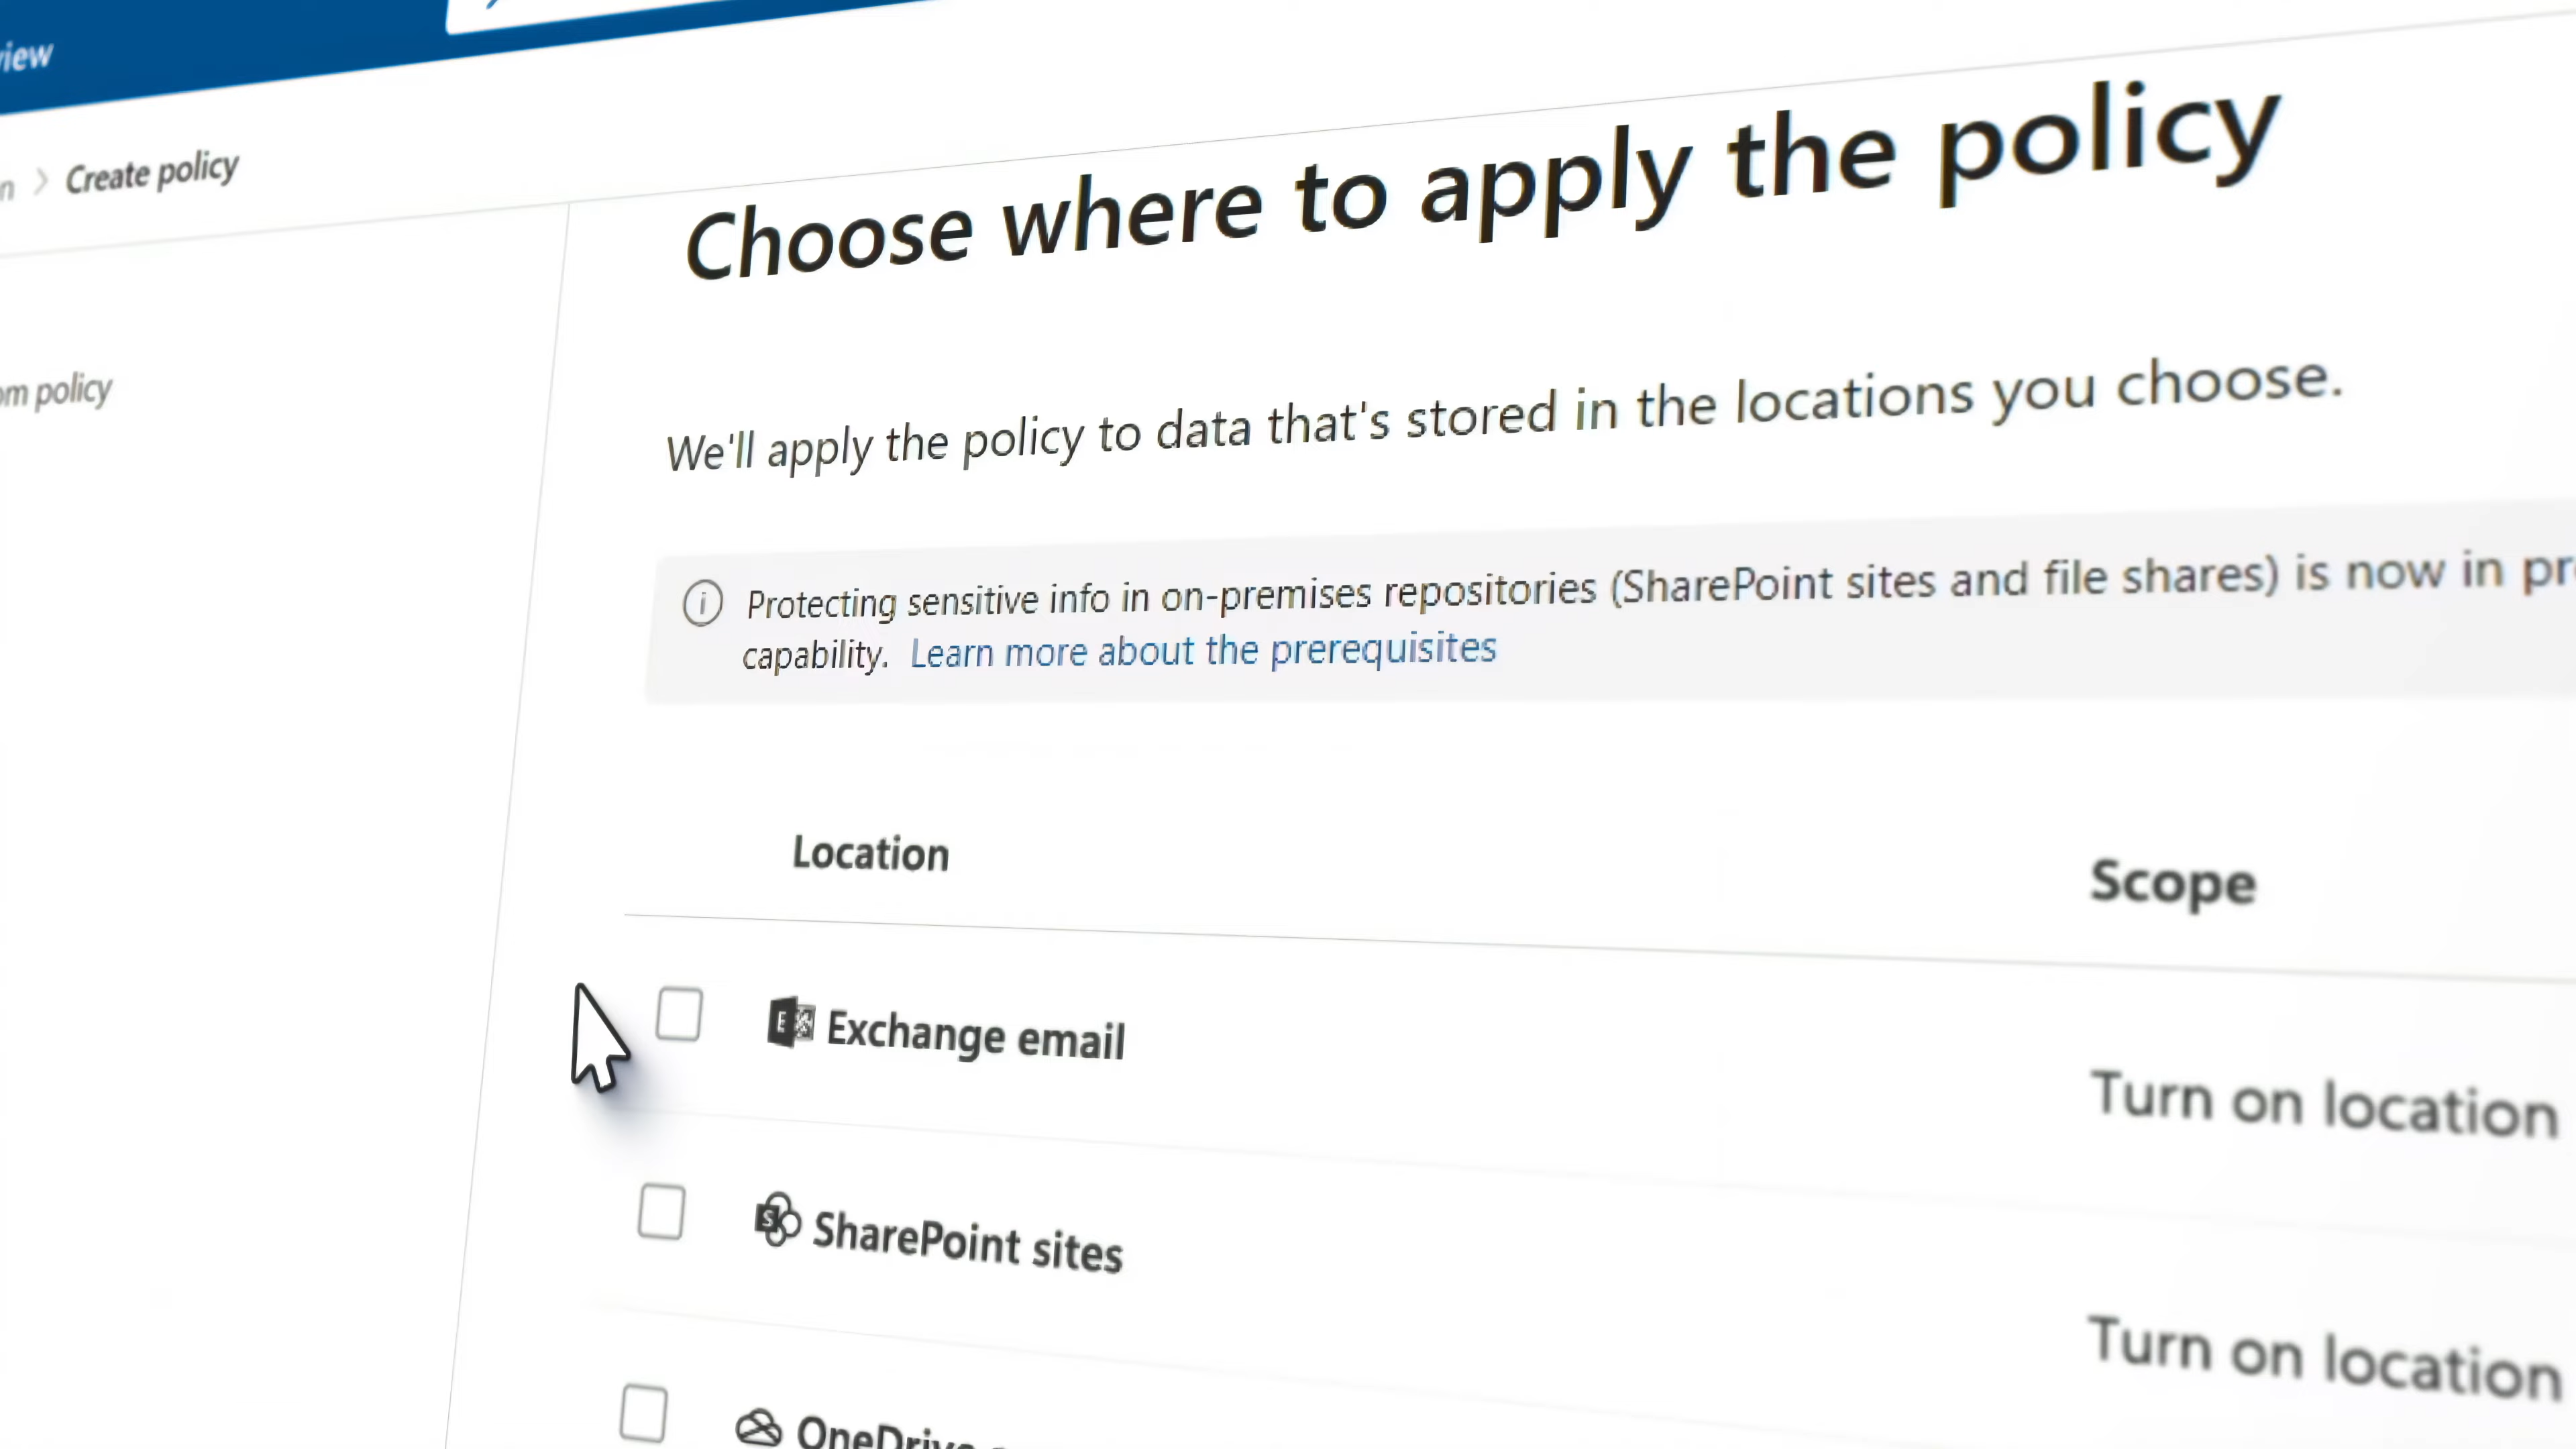 Create policy
policy
Choose where to apply the policy
We'll apply the policy to data that's stored in the locations you choose.
Protecting sensitive info in on-premises repositories (SharePoint sites and file shares) is now in
capability. Learn more about the prerequisites
Location Scope
Exchange email Turn on location
SharePoint sites Turn on location
OneDrive